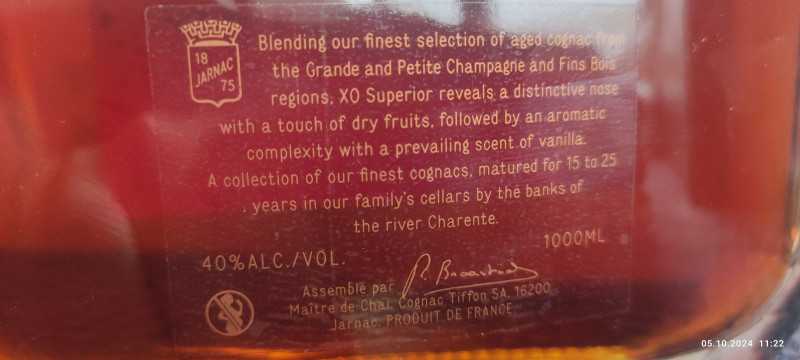 18
JARNAC
75
Blending our finest selection of aged cognac from
the Grande and Petite Champagne and Fins Bois
regions, XO Superior reveals a distinctive nose
with a touch of dry fruits, followed by an aromatic
complexity with a prevailing scent of vanilla.
A collection of our finest cognacs, matured for 15 to 25
years in our family's cellars by the banks of
the river Charente.
1000ML
40%ALC./VOL.
Assemblé par
Maître de Chai, Cognac Tiffon SA, 16200
Jarnac, PRODUIT DE FRANCE.
05.10.2024 11:22